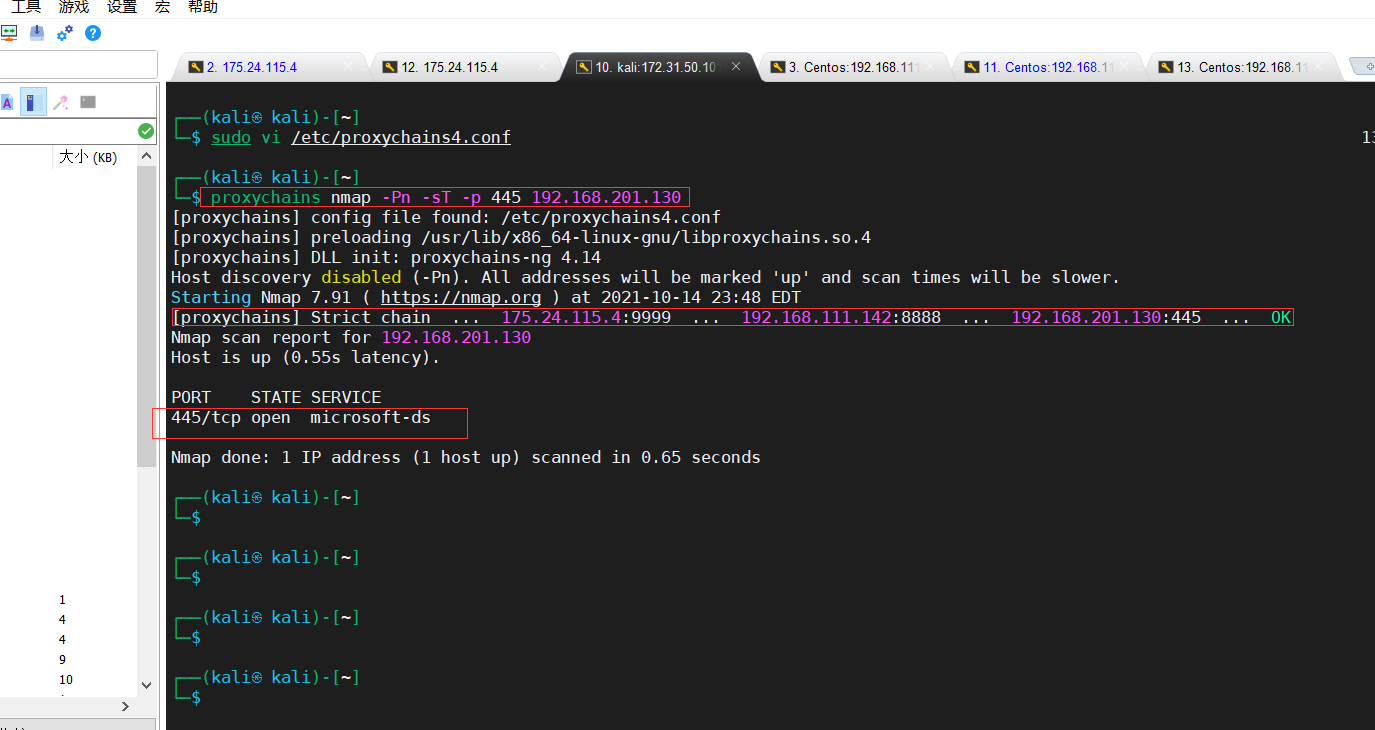 工具 游戏 设置 宏 帮助
2. 175.24.115.4 12. 175.24.115.4 10. kali:172.31.50.10 3. Centos:192.168.111 11. Centos:192.168.11 13. Centos:192.168.11
大小 (KB)
┌──(kali㉿ kali)-[~]
└─$ sudo vi /etc/proxychains4.conf
13
┌──(kali㉿ kali)-[~]
└─$ proxychains nmap -Pn -sT -p 445 192.168.201.130
[proxychains] config file found: /etc/proxychains4.conf
[proxychains] preloading /usr/lib/x86_64-linux-gnu/libproxychains.so.4
[proxychains] DLL init: proxychains-ng 4.14
Host discovery disabled (-Pn). All addresses will be marked 'up' and scan times will be slower.
Starting Nmap 7.91 ( https://nmap.org ) at 2021-10-14 23:48 EDT
[proxychains] Strict chain ... 175.24.115.4:9999 ... 192.168.111.142:8888 ... 192.168.201.130:445 ... OK
Nmap scan report for 192.168.201.130
Host is up (0.55s latency).
PORT STATE SERVICE
445/tcp open microsoft-ds
Nmap done: 1 IP address (1 host up) scanned in 0.65 seconds
┌──(kali㉿ kali)-[~]
└─$
┌──(kali㉿ kali)-[~]
└─$
┌──(kali㉿ kali)-[~]
└─$
┌──(kali㉿ kali)-[~]
└─$
1
4
4
9
10